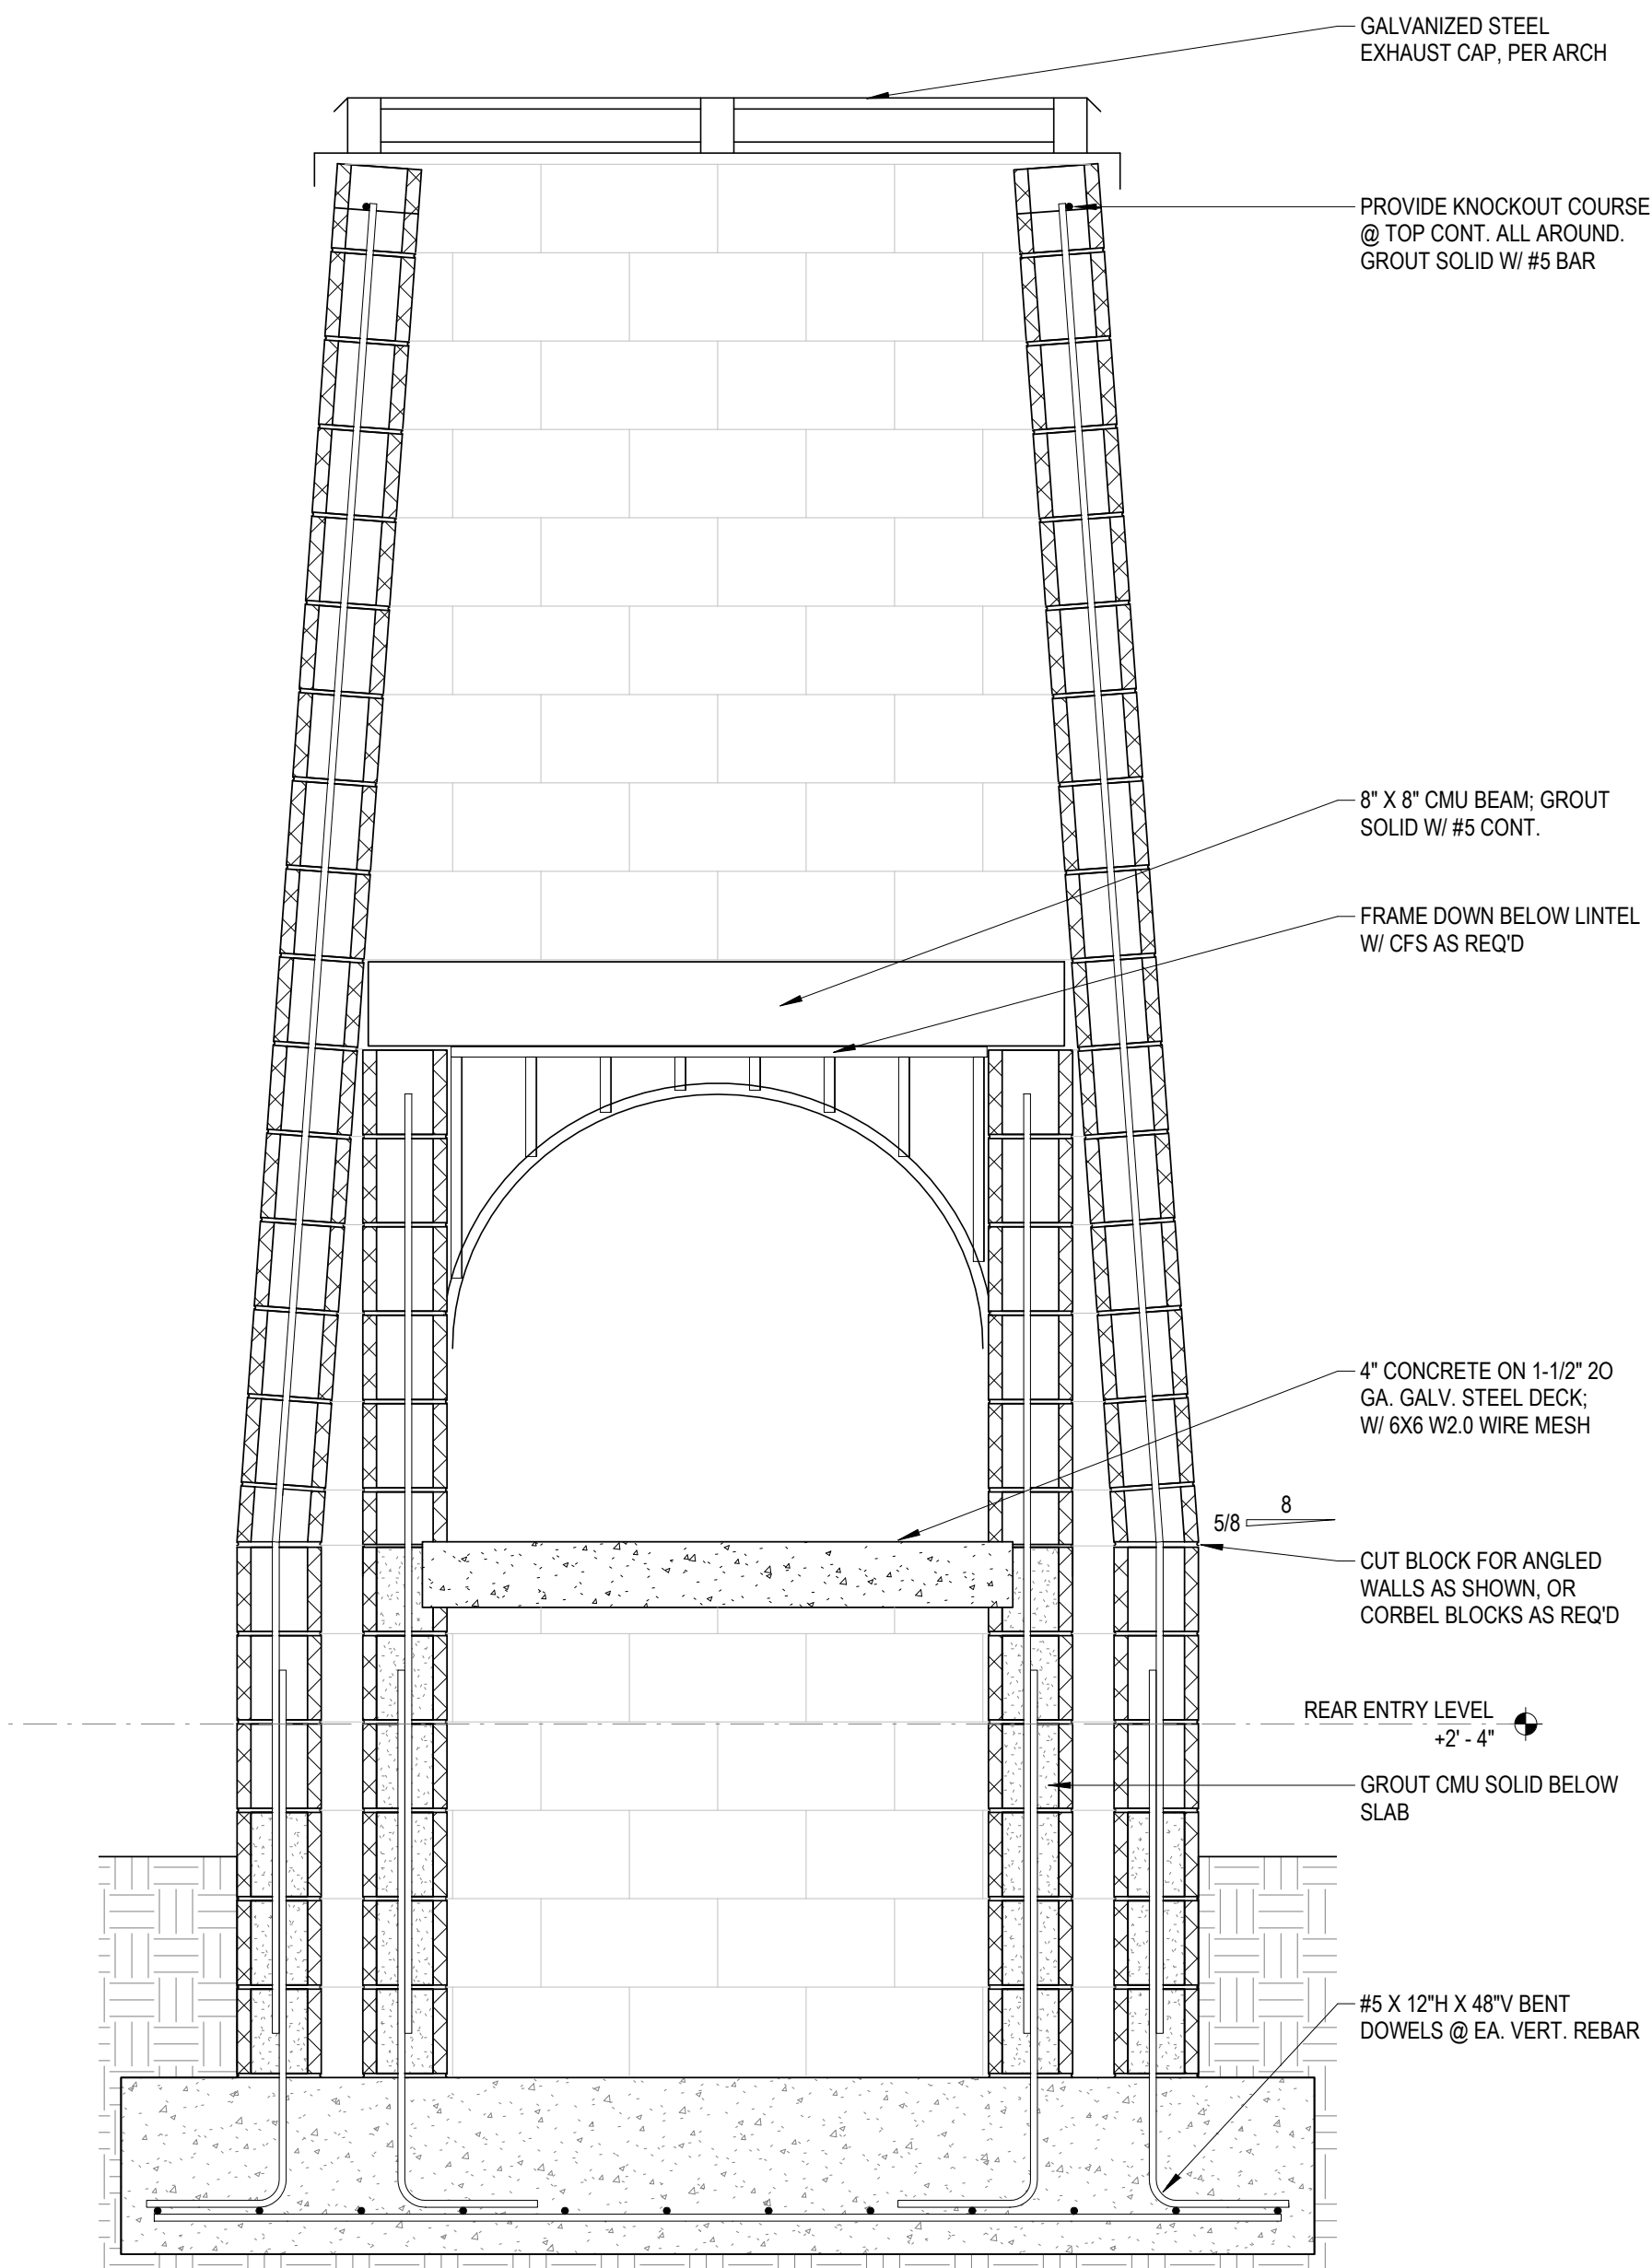 GALVANIZED STEEL
EXHAUST CAP, PER ARCH
PROVIDE KNOCKOUT COURSE
@ TOP CONT. ALL AROUND.
GROUT SOLID W/ #5 BAR
8" X 8" CMU BEAM; GROUT
SOLID W/ #5 CONT.
FRAME DOWN BELOW LINTEL
W/ CFS AS REQ'D
4" CONCRETE ON 1-1/2" 2O
GA. GALV. STEEL DECK;
W/ 6X6 W2.0 WIRE MESH
8
5/8
CUT BLOCK FOR ANGLED
WALLS AS SHOWN, OR
CORBEL BLOCKS AS REQ'D
REAR ENTRY LEVEL
+2' - 4"
GROUT CMU SOLID BELOW
SLAB
#5 X 12"H X 48"V BENT
DOWELS @ EA. VERT. REBAR